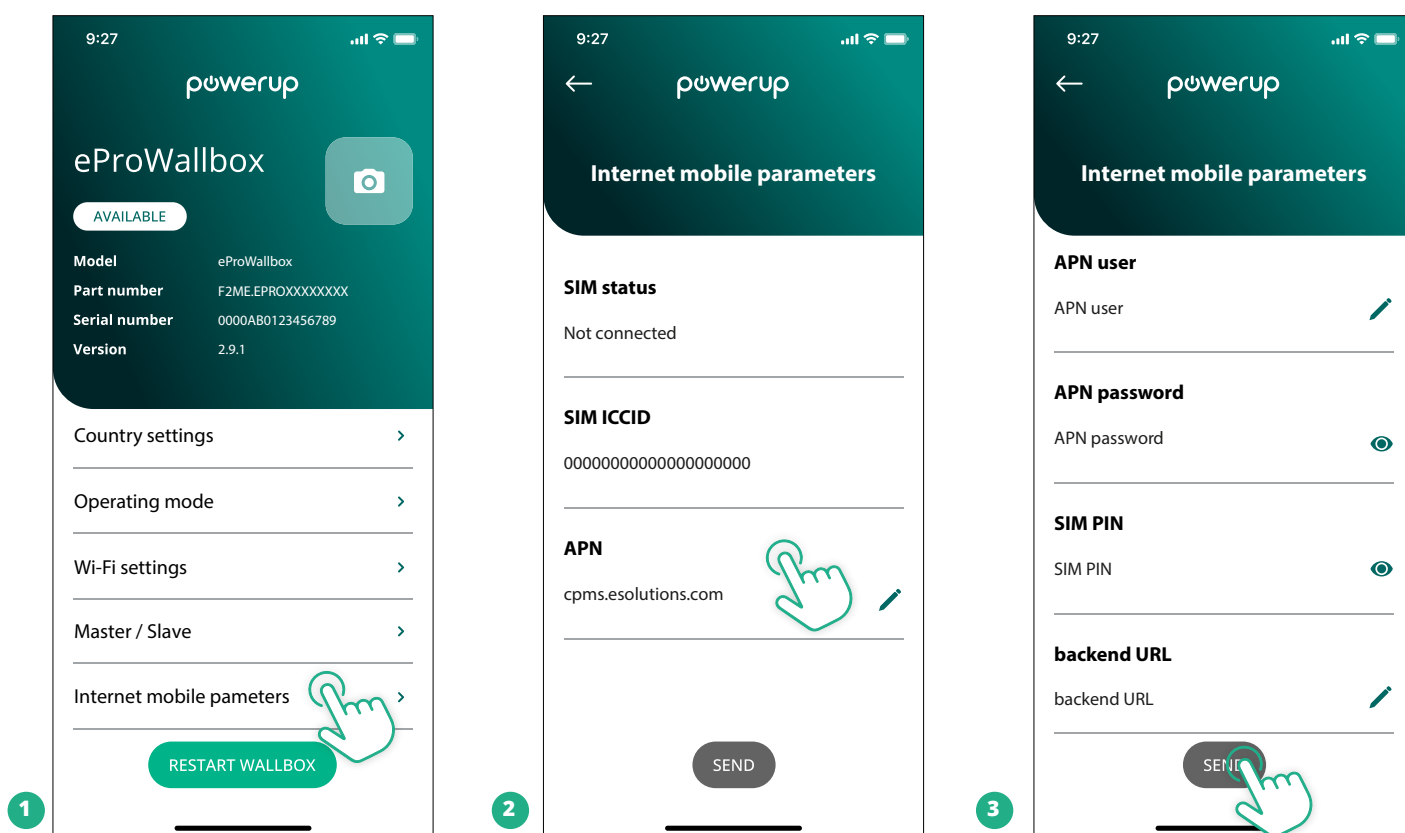 9:27
powerup
eProWallbox
AVAILABLE
Model eProWallbox
Part number F2ME.EPROXXXXXXXX
Serial number 0000AB0123456789
Version 2.9.1
Country settings
Operating mode
Wi-Fi settings
Master / Slave
Internet mobile pameters
RESTART WALLBOX
1
9:27
powerup
Internet mobile parameters
SIM status
Not connected
SIM ICCID
00000000000000000000
APN
cpms.esolutions.com
SEND
2
9:27
powerup
Internet mobile parameters
APN user
APN user
APN password
APN password
SIM PIN
SIM PIN
backend URL
backend URL
SEND
3